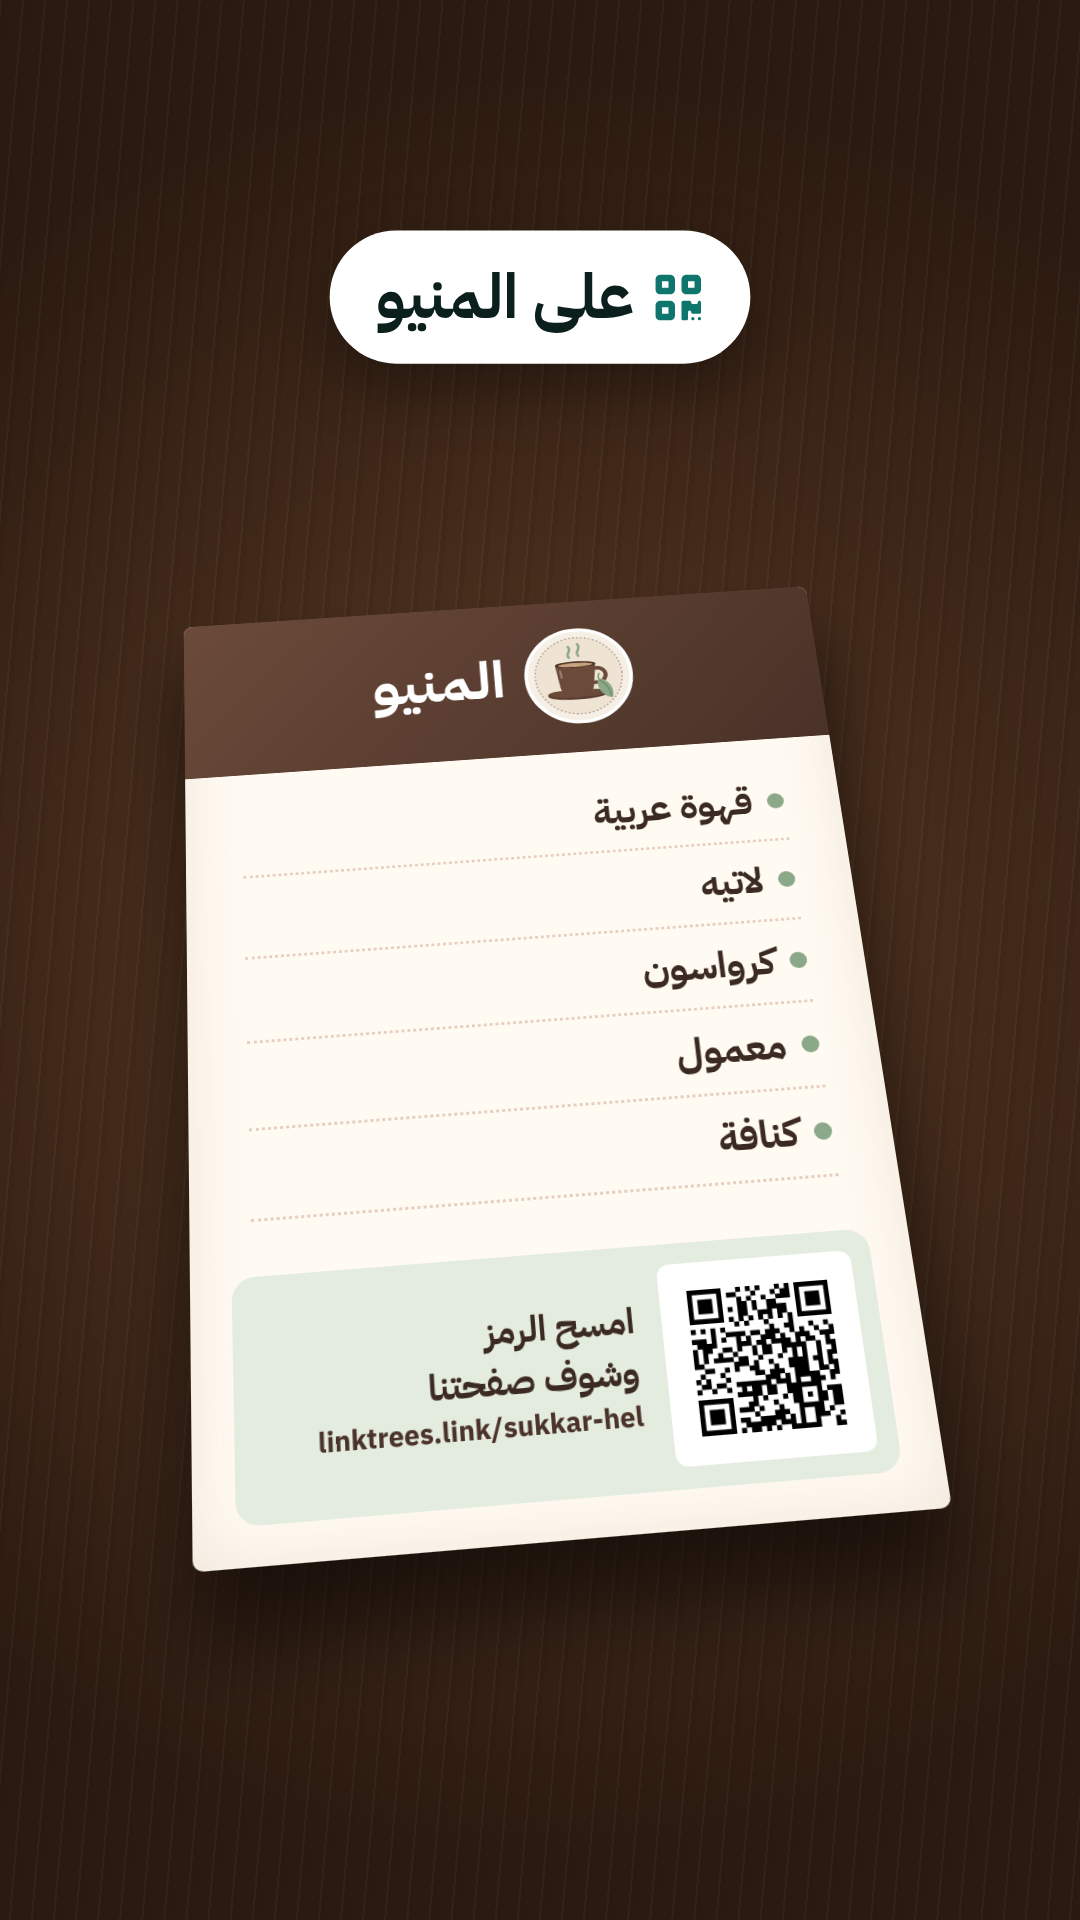 على المنيو
المنيو
قهوة عربية
لاتيه
كرواسون
معمول
كنافة
امسح الرمز
وشوف صفحتنا
linktrees.link/sukkar-hel